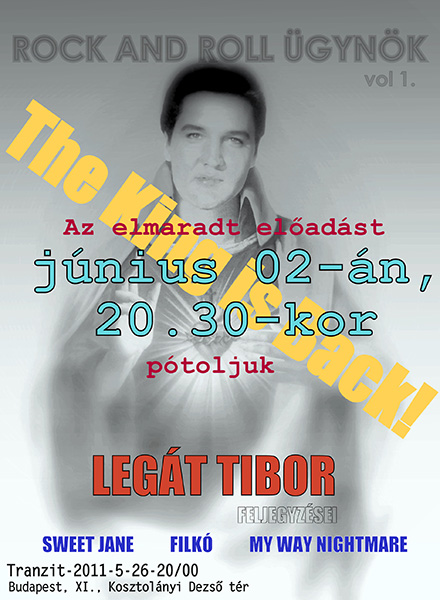 ROCK AND ROLL ÜGYNÖK
vol 1.
The King is Back!
Az elmaradt előadást
június 02-án,
20.30-kor
pótoljuk
LEGÁT TIBOR
FELJEGYZÉSEI
SWEET JANE FILKÓ MY WAY NIGHTMARE
Tranzit-2011-5-26-20/00
Budapest, XI., Kosztolányi Dezső tér